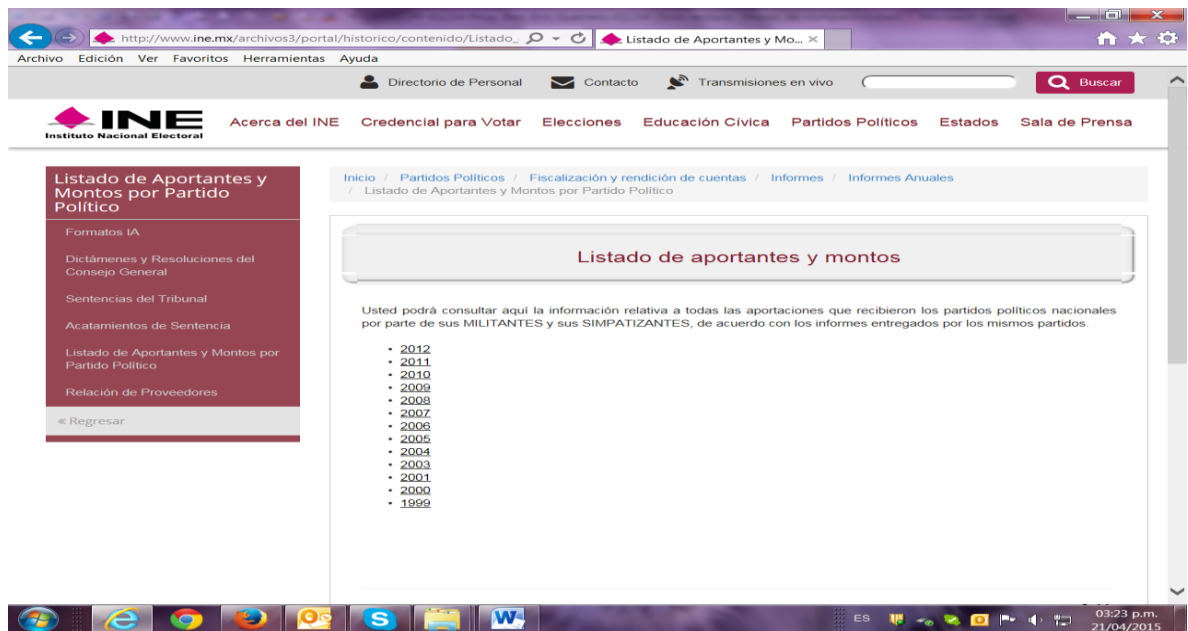 http://www.ine.mx/archivos3/portal/historico/contenido/Listado_
Listado de Aportantes y Mo...
Archivo Edición Ver Favoritos Herramientas Ayuda
Directorio de Personal Contacto Transmisiones en vivo Buscar
INE
Instituto Nacional Electoral
Acerca del INE Credencial para Votar Elecciones Educación Cívica Partidos Políticos Estados Sala de Prensa
Listado de Aportantes y
Montos por Partido
Político
Formatos IA
Dictámenes y Resoluciones del
Consejo General
Sentencias del Tribunal
Acatamientos de Sentencia
Listado de Aportantes y Montos por
Partido Político
Relación de Proveedores
« Regresar
Inicio / Partidos Políticos / Fiscalización y rendición de cuentas / Informes / Informes Anuales
/ Listado de Aportantes y Montos por Partido Político
Listado de aportantes y montos
Usted podrá consultar aquí la información relativa a todas las aportaciones que recibieron los partidos políticos nacionales
por parte de sus MILITANTES y sus SIMPATIZANTES, de acuerdo con los informes entregados por los mismos partidos.
• 2012
• 2011
• 2010
• 2009
• 2008
• 2007
• 2006
• 2005
• 2004
• 2003
• 2001
• 2000
• 1999
ES
03:23 p.m.
21/04/2015